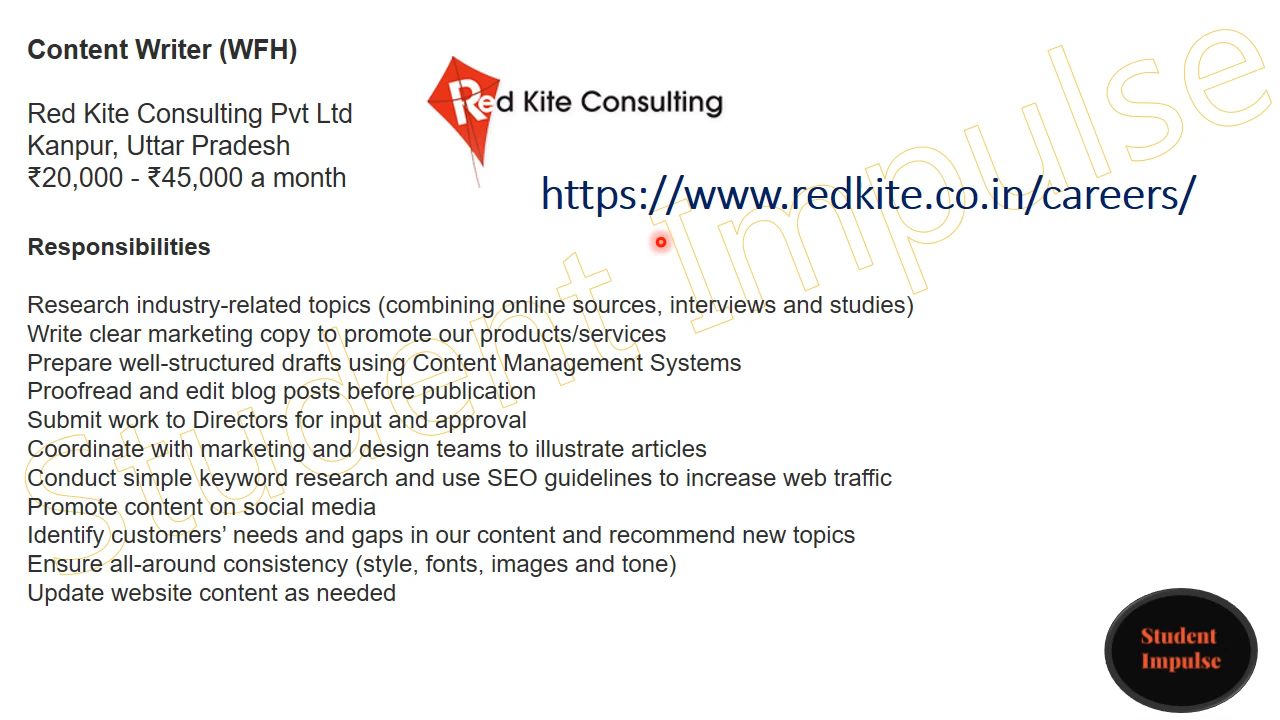 Content Writer (WFH)
Red Kite Consulting
Red Kite Consulting Pvt Ltd
Kanpur, Uttar Pradesh
₹20,000 - ₹45,000 a month
https://www.redkite.co.in/careers/
Responsibilities
Research industry-related topics (combining online sources, interviews and studies)
Write clear marketing copy to promote our products/services
Prepare well-structured drafts using Content Management Systems
Proofread and edit blog posts before publication
Submit work to Directors for input and approval
Coordinate with marketing and design teams to illustrate articles
Conduct simple keyword research and use SEO guidelines to increase web traffic
Promote content on social media
Identify customers’ needs and gaps in our content and recommend new topics
Ensure all-around consistency (style, fonts, images and tone)
Update website content as needed
Student Impulse
Student
Impulse